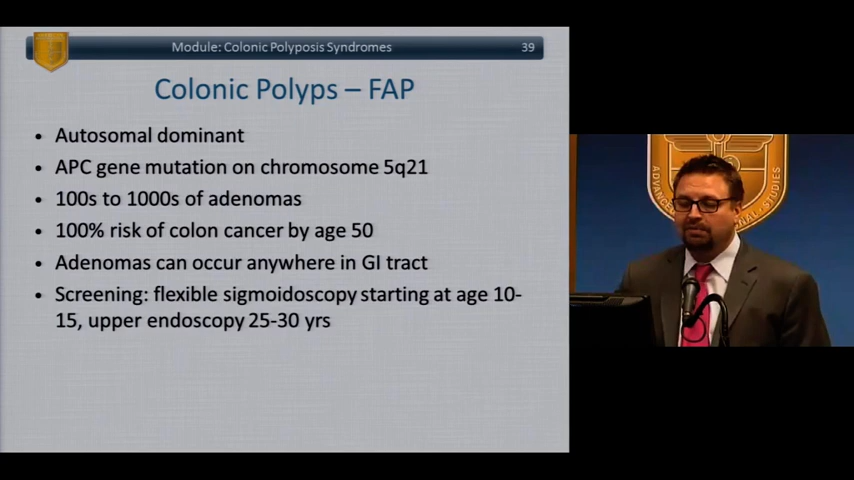 Module: Colonic Polyposis Syndromes 39
Colonic Polyps – FAP
• Autosomal dominant
• APC gene mutation on chromosome 5q21
• 100s to 1000s of adenomas
• 100% risk of colon cancer by age 50
• Adenomas can occur anywhere in GI tract
• Screening: flexible sigmoidoscopy starting at age 10-
15, upper endoscopy 25-30 yrs
ADVANCED
STUDIES